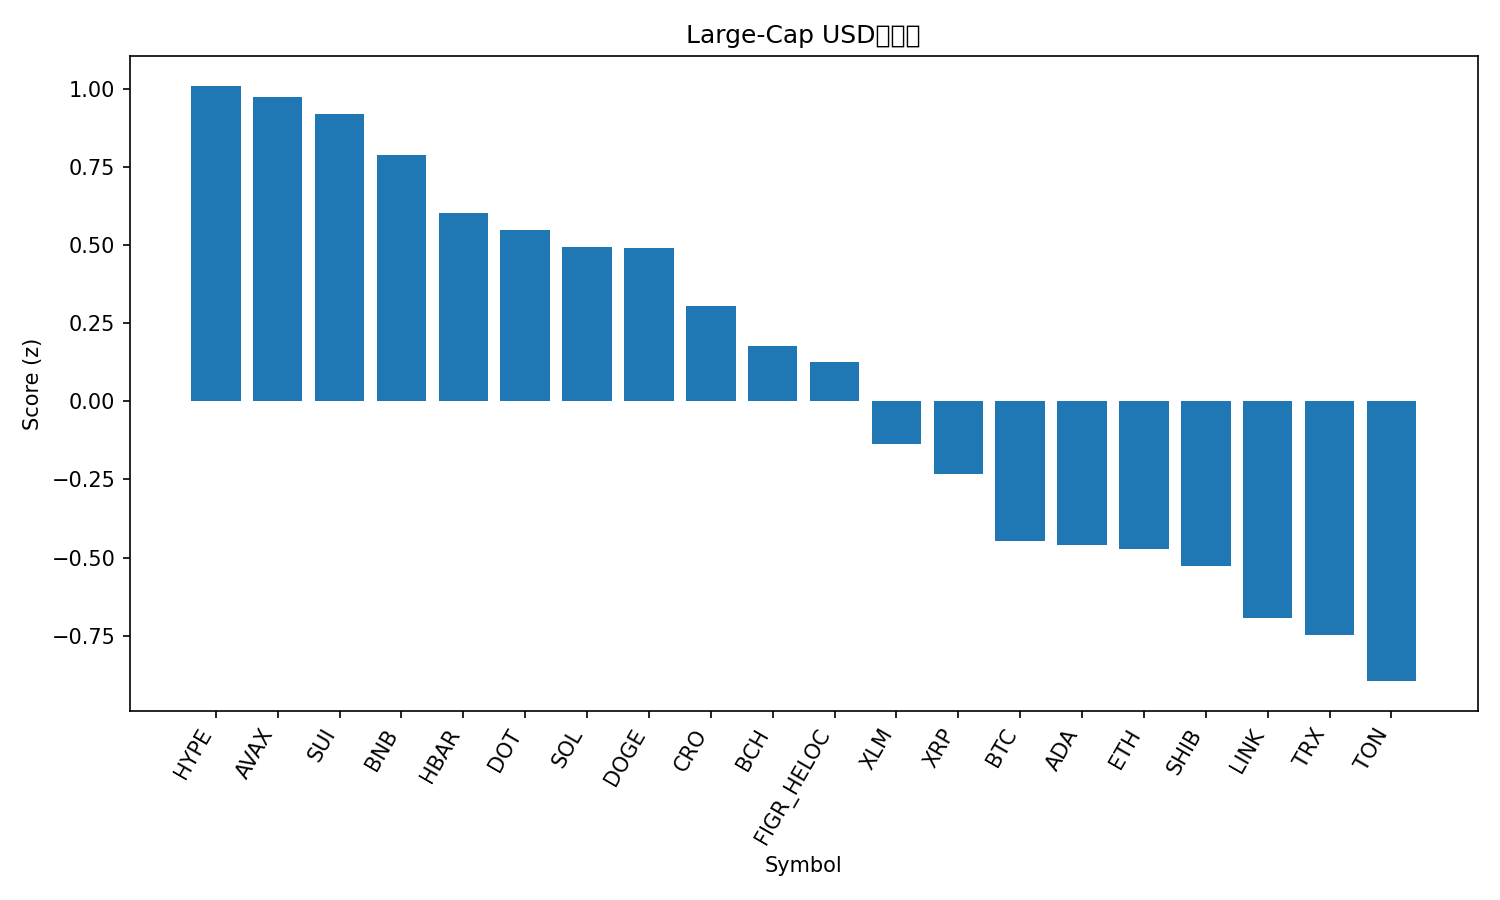 Large-Cap USD
1.00
0.75
0.50
0.25
0.00
−0.25
−0.50
−0.75
Score (z)
HYPE
AVAX
SUI
BNB
HBAR
DOT
SOL
DOGE
CRO
BCH
FIGR_HELOC
XLM
XRP
BTC
ADA
ETH
SHIB
LINK
TRX
TON
Symbol